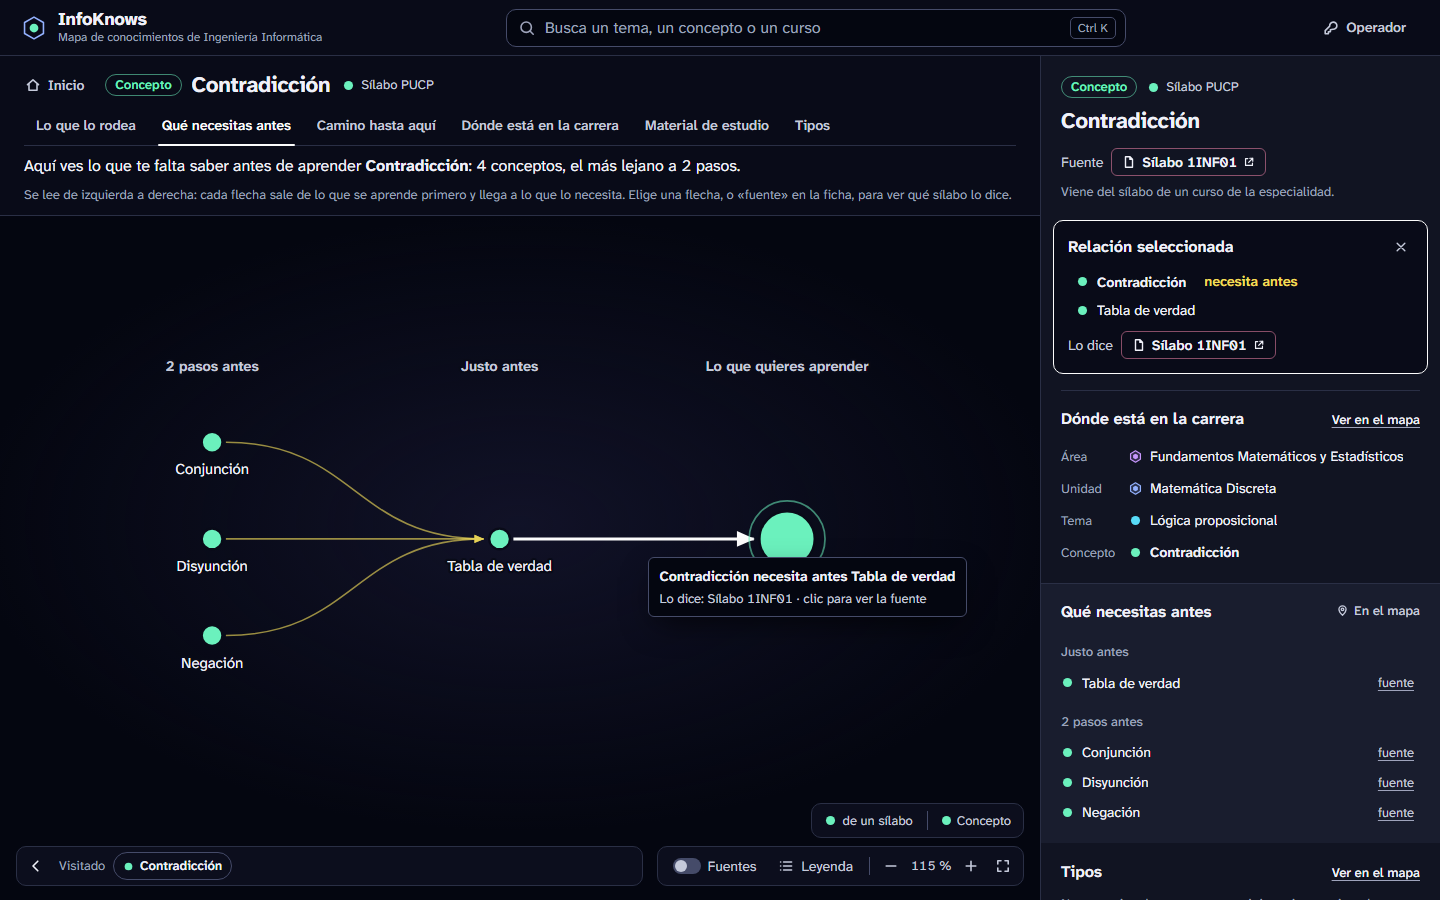 InfoKnows
Mapa de conocimientos de Ingeniería Informática
Busca un tema, un concepto o un curso
Ctrl K
Operador
Inicio
Concepto
Contradicción
Sílabo PUCP
Lo que lo rodea
Qué necesitas antes
Camino hasta aquí
Dónde está en la carrera
Material de estudio
Tipos
Aquí ves lo que te falta saber antes de aprender Contradicción: 4 conceptos, el más lejano a 2 pasos.
Se lee de izquierda a derecha: cada flecha sale de lo que se aprende primero y llega a lo que lo necesita. Elige una flecha, o «fuente» en la ficha, para ver qué sílabo lo dice.
2 pasos antes
Justo antes
Lo que quieres aprender
Conjunción
Disyunción
Negación
Tabla de verdad
Contradicción necesita antes Tabla de verdad
Lo dice: Sílabo 1INF01 · clic para ver la fuente
de un sílabo
Concepto
Visitado
Contradicción
Fuentes
Leyenda
115 %
Concepto
Sílabo PUCP
Contradicción
Fuente
Sílabo 1INF01
Viene del sílabo de un curso de la especialidad.
Relación seleccionada
Contradicción necesita antes
Tabla de verdad
Lo dice
Sílabo 1INF01
Dónde está en la carrera
Ver en el mapa
Área
Fundamentos Matemáticos y Estadísticos
Unidad
Matemática Discreta
Tema
Lógica proposicional
Concepto
Contradicción
Qué necesitas antes
En el mapa
Justo antes
Tabla de verdad
fuente
2 pasos antes
Conjunción
fuente
Disyunción
fuente
Negación
fuente
Tipos
Ver en el mapa